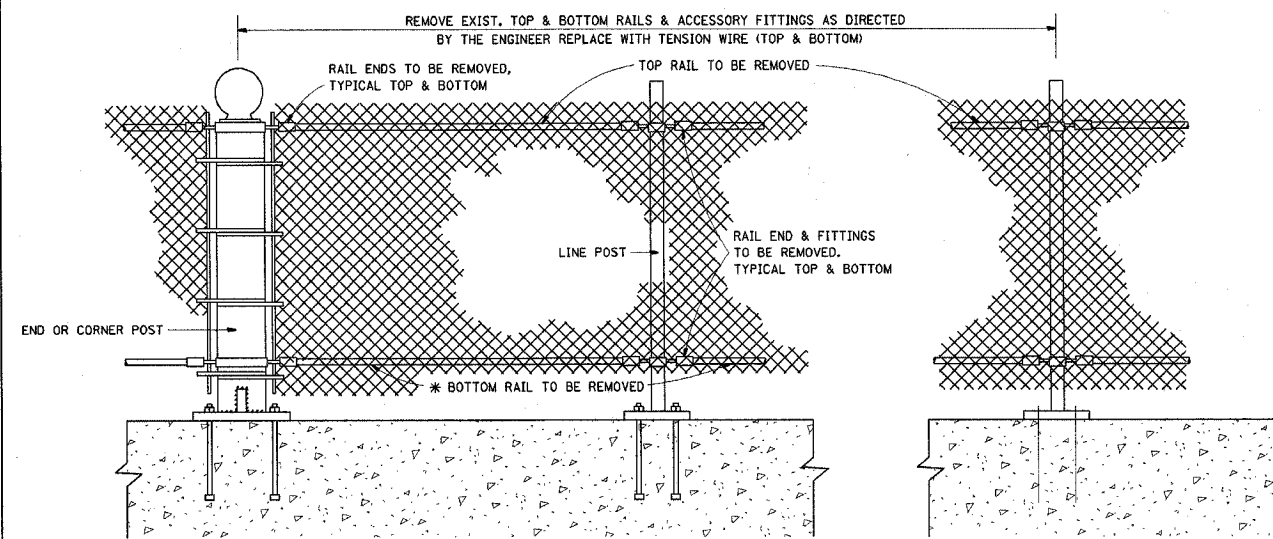 REMOVE EXIST. TOP & BOTTOM RAILS & ACCESSORY FITTINGS AS DIRECTED
BY THE ENGINEER REPLACE WITH TENSION WIRE (TOP & BOTTOM)
RAIL ENDS TO BE REMOVED,
TYPICAL TOP & BOTTOM
TOP RAIL TO BE REMOVED
LINE POST
RAIL END & FITTINGS
TO BE REMOVED.
TYPICAL TOP & BOTTOM
END OR CORNER POST
* BOTTOM RAIL TO BE REMOVED